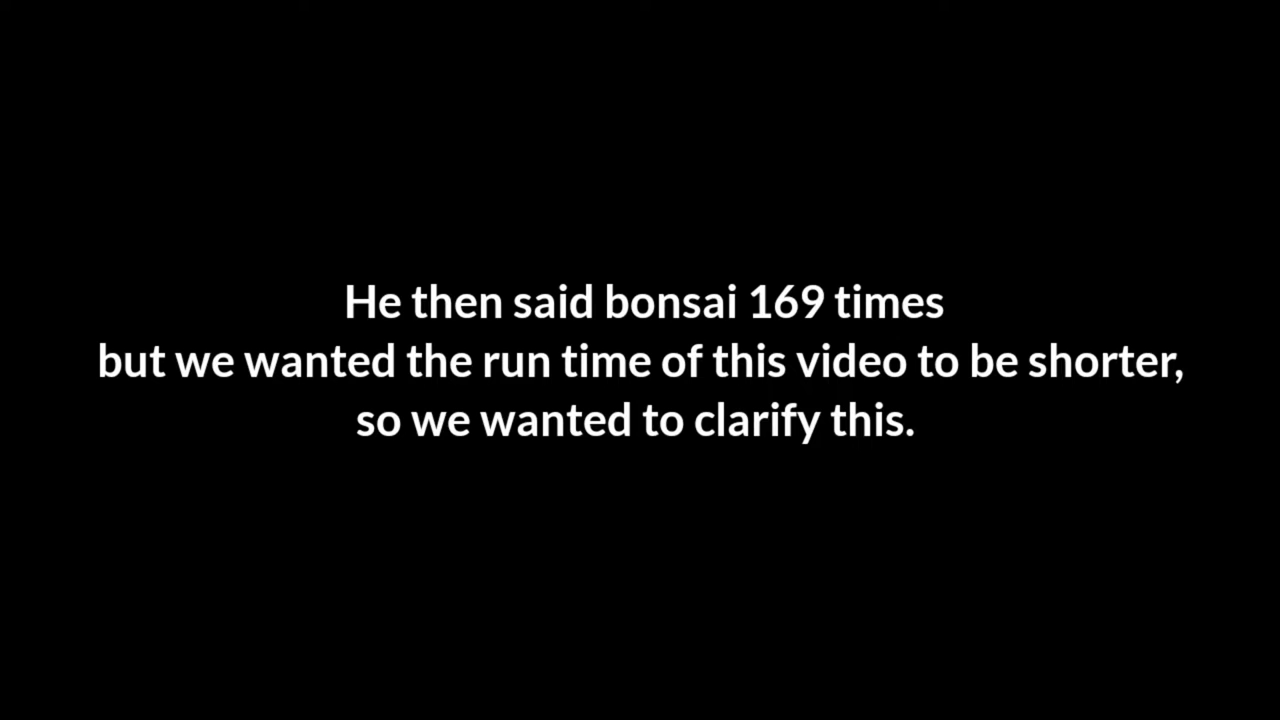 He then said bonsai 169 times
but we wanted the run time of this video to be shorter,
so we wanted to clarify this.